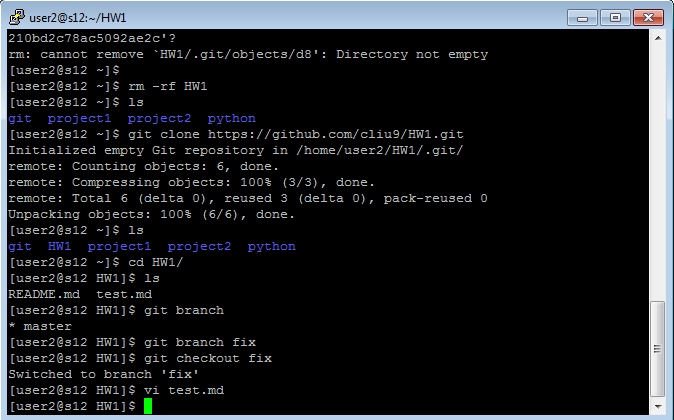 user2@s12:~/HW1
210bd2c78ac5092ae2c'?
rm: cannot remove `HW1/.git/objects/d8': Directory not empty
[user2@s12 ~]$
[user2@s12 ~]$ rm -rf HW1
[user2@s12 ~]$ ls
git  project1  project2  python
[user2@s12 ~]$ git clone https://github.com/cliu9/HW1.git
Initialized empty Git repository in /home/user2/HW1/.git/
remote: Counting objects: 6, done.
remote: Compressing objects: 100% (3/3), done.
remote: Total 6 (delta 0), reused 3 (delta 0), pack-reused 0
Unpacking objects: 100% (6/6), done.
[user2@s12 ~]$ ls
git  HW1  project1  project2  python
[user2@s12 ~]$ cd HW1/
[user2@s12 HW1]$ ls
README.md  test.md
[user2@s12 HW1]$ git branch
* master
[user2@s12 HW1]$ git branch fix
[user2@s12 HW1]$ git checkout fix
Switched to branch 'fix'
[user2@s12 HW1]$ vi test.md
[user2@s12 HW1]$